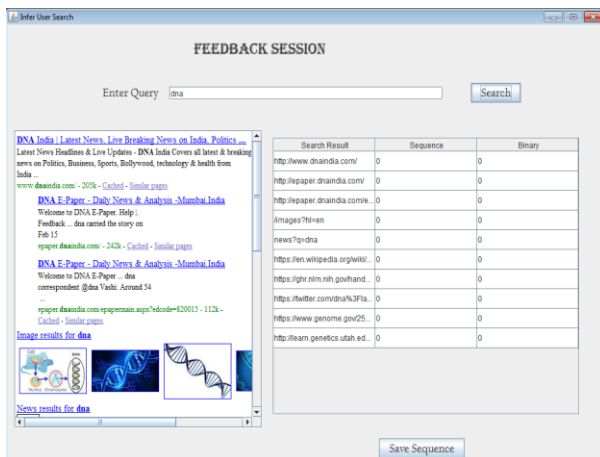 Infer User Search
FEEDBACK SESSION
Enter Query
dna
Search
DNA India | Latest News, Live Breaking News on India, Politics ...
Latest News Headlines & Live Updates - DNA India Covers all latest & breaking
news on Politics, Business, Sports, Bollywood, technology & health from
India ...
www.dnaindia.com/ - 205k - Cached - Similar pages
DNA E-Paper - Daily News & Analysis -Mumbai,India
Welcome to DNA E-Paper. Help |.
Feedback ... dna carried the story on
Feb 15
epaper.dnaindia.com/ - 242k - Cached - Similar pages
DNA E-Paper - Daily News & Analysis -Mumbai,India
Welcome to DNA E-Paper ... dna
correspondent @dna Vashi: Around 54
...
epaper.dnaindia.com/epapermain.aspx?edcode=820015 - 112k -
Cached - Similar pages
Image results for dna
News results for dna
Search Result Sequence Binary
http://www.dnaindia.com/ 0 0
http://epaper.dnaindia.com/ 0 0
http://epaper.dnaindia.com/e... 0 0
/images?hl=en 0 0
news?q=dna 0 0
https://en.wikipedia.org/wiki/... 0 0
https://ghr.nlm.nih.gov/hand... 0 0
https://twitter.com/dna%3Fla... 0 0
https://www.genome.gov/25... 0 0
http://learn.genetics.utah.ed... 0 0
Save Sequence